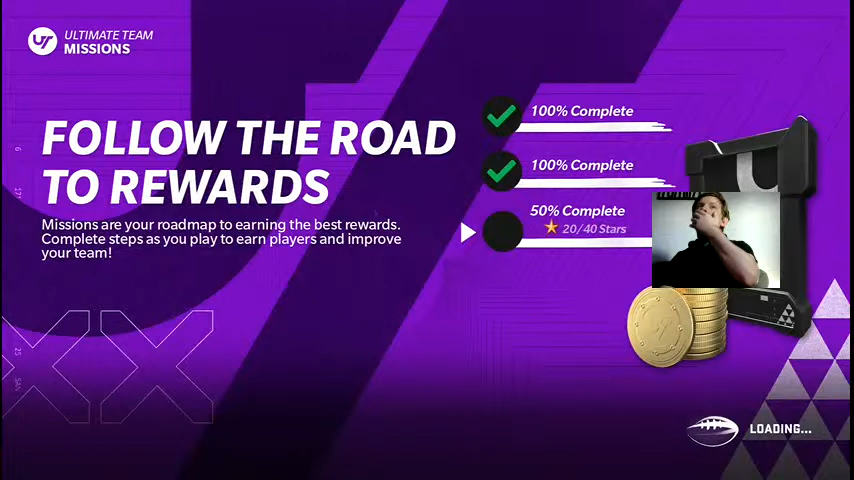 UT
ULTIMATE TEAM
MISSIONS
FOLLOW THE ROAD
TO REWARDS
Missions are your roadmap to earning the best rewards.
Complete steps as you play to earn players and improve
your team!
100% Complete
100% Complete
50% Complete
20/40 Stars
LOADING...